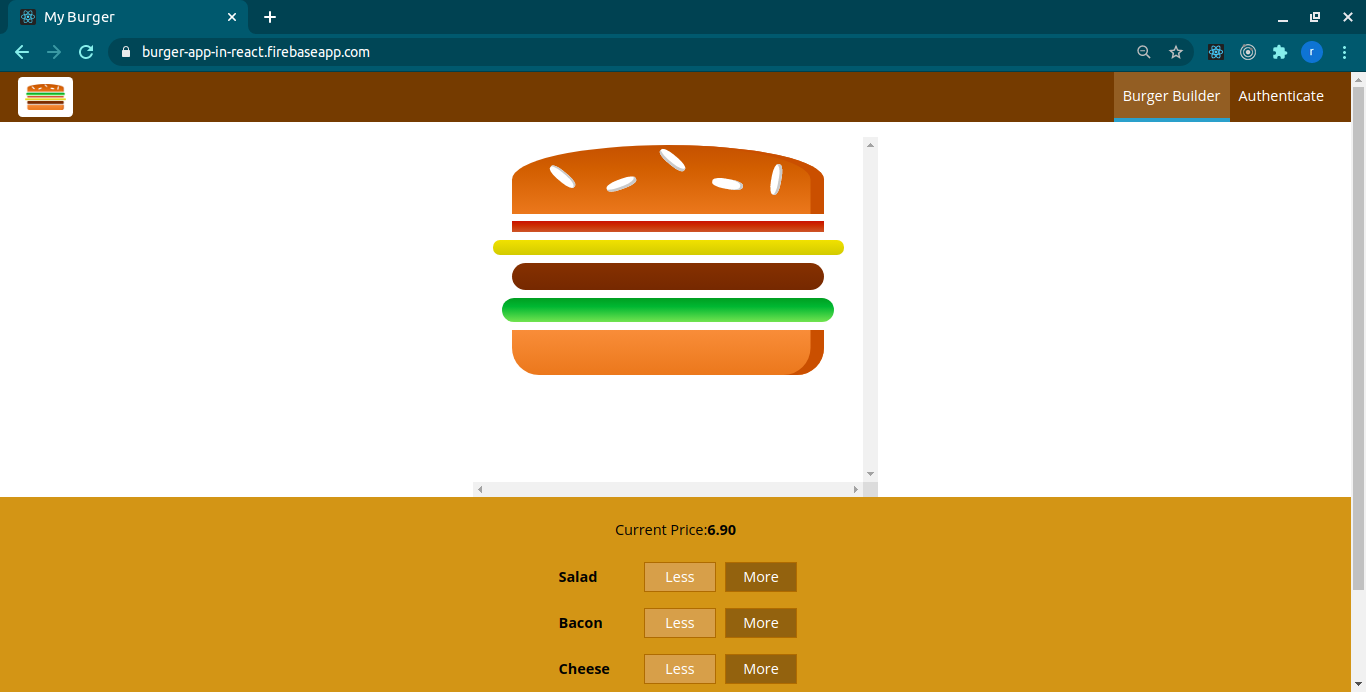 My Burger
burger-app-in-react.firebaseapp.com
r
Burger Builder Authenticate
Current Price:6.90
Salad Less More
Bacon Less More
Cheese Less More